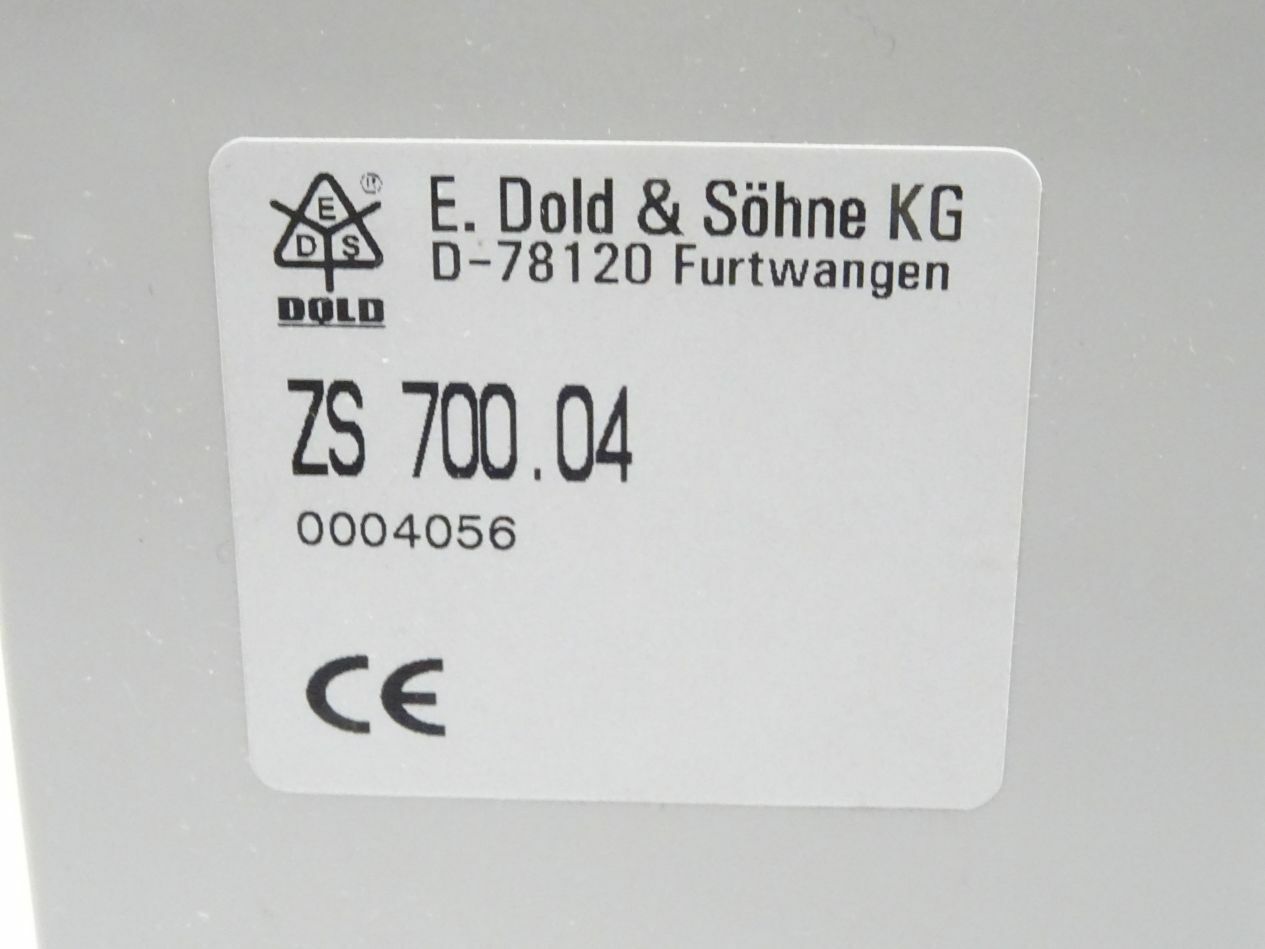 E
D S
DOLD
®
E. Dold & Söhne KG
D-78120 Furtwangen
ZS 700.04
0004056
CE